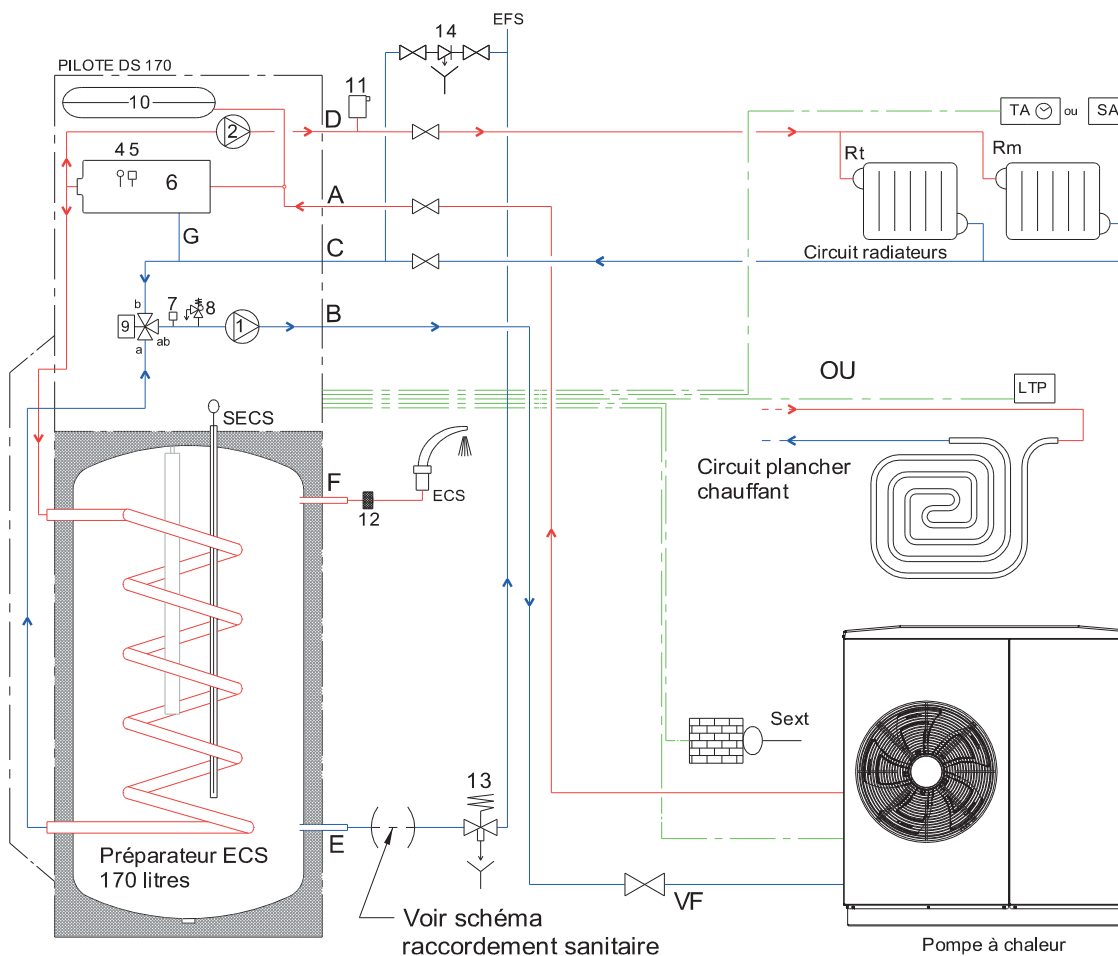 EFS
14
PILOTE DS 170
11
10
D
2
TA
ou
SA
4 5
6
Rt
Rm
A
G
C
Circuit radiateurs
b
7
8
9
1
B
a
ab
OU
LTP
SECS
F
ECS
12
Circuit plancher
chauffant
Sext
13
E
Préparateur ECS
170 litres
VF
Voir schéma
raccordement sanitaire
Pompe à chaleur